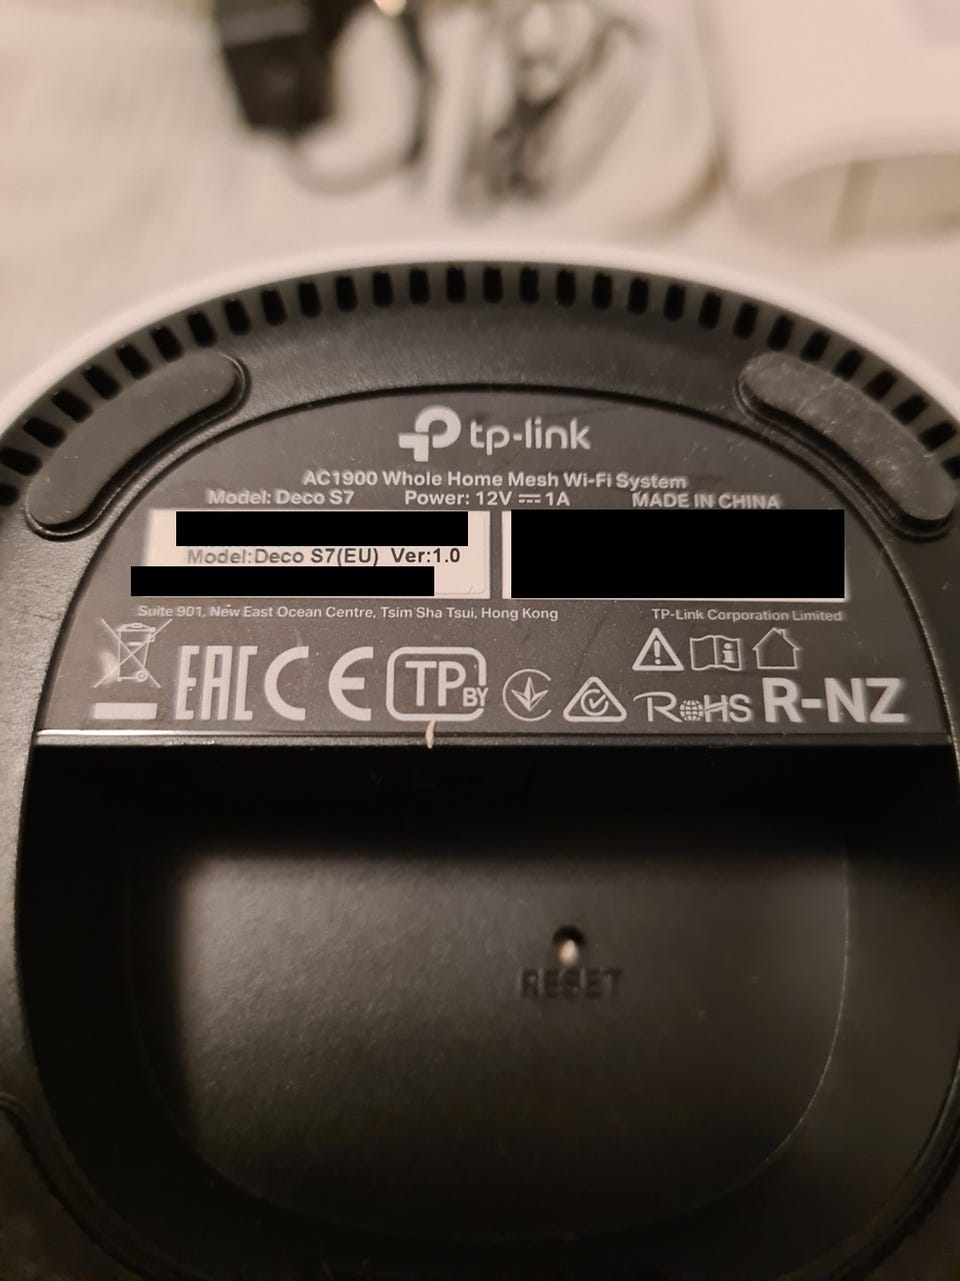 tp-link
AC1900 Whole Home Mesh Wi-Fi System
Model: Deco S7 Power: 12V ⎓ 1A MADE IN CHINA
Model:Deco S7(EU) Ver:1.0
Suite 901, New East Ocean Centre, Tsim Sha Tsui, Hong Kong TP-Link Corporation Limited
EAC CE TP BY RoHS R-NZ
RESET